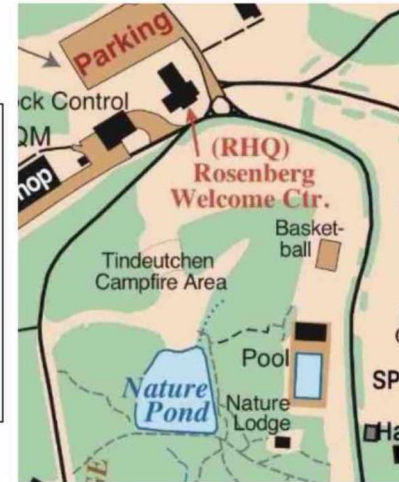 Parking
ck Control
QM
hop
(RHQ)
Rosenberg
Welcome Ctr.
Basket-
ball
Tindeutchen
Campfire Area
Pool
SP
Nature
Pond
Nature
Lodge
Ha
GE